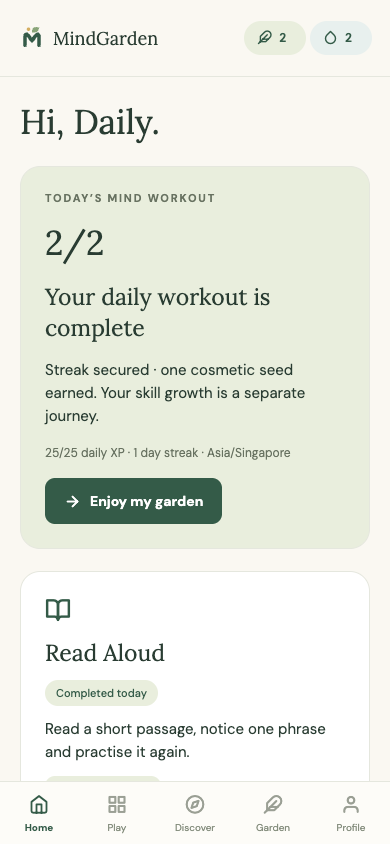 MindGarden
2
2
Hi, Daily.
TODAY'S MIND WORKOUT
2/2
Your daily workout is
complete
Streak secured · one cosmetic seed
earned. Your skill growth is a separate
journey.
25/25 daily XP · 1 day streak · Asia/Singapore
Enjoy my garden
Read Aloud
Completed today
Read a short passage, notice one phrase
and practise it again.
Home
Play
Discover
Garden
Profile